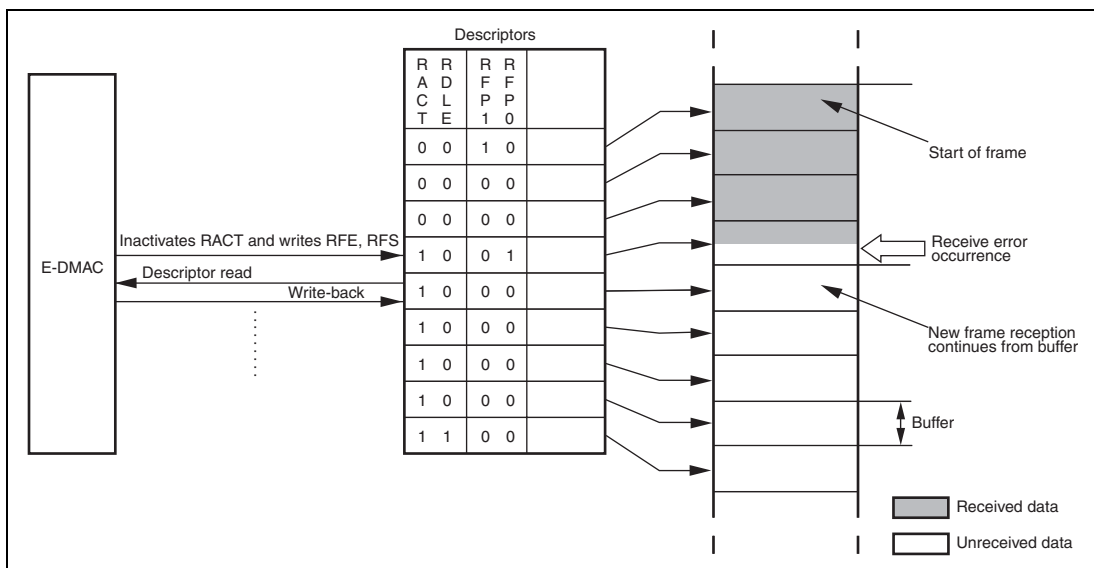 Descriptors
R R R R
A D F F
C L P P
T E 1 0
0 0 1 0
0 0 0 0
0 0 0 0
1 0 0 1
1 0 0 0
1 0 0 0
1 0 0 0
1 0 0 0
1 1 0 0
E-DMAC
Inactivates RACT and writes RFE, RFS
Descriptor read
Write-back
Start of frame
Receive error
occurrence
New frame reception
continues from buffer
Buffer
Received data
Unreceived data